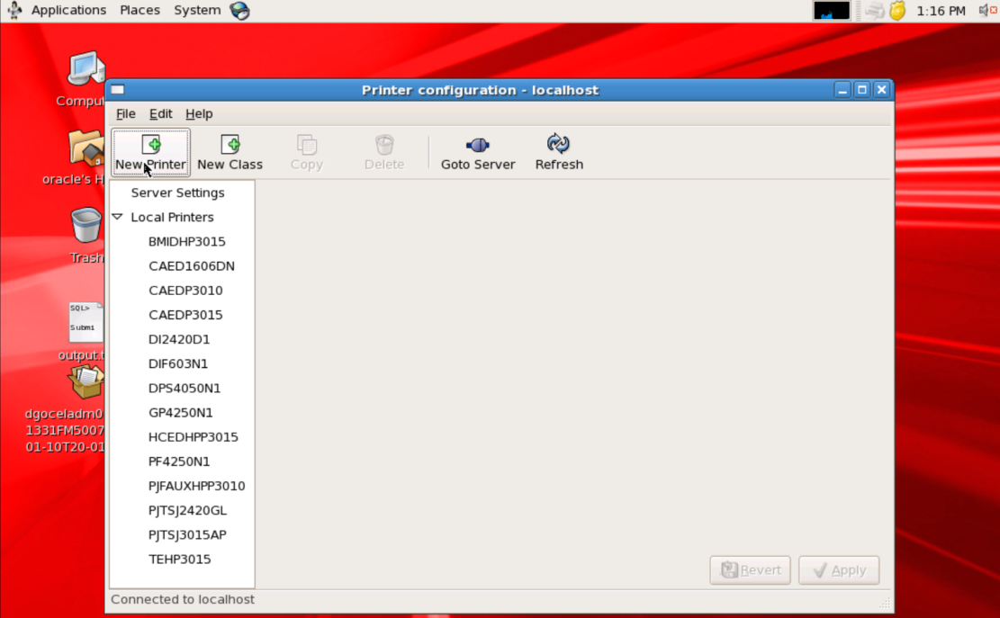 Applications Places System 1:16 PM
Printer configuration - localhost
File Edit Help
New Printer New Class Copy Delete Goto Server Refresh
Server Settings
Local Printers
BMIDHP3015
CAED1606DN
CAEDP3010
CAEDP3015
DI2420D1
DIF603N1
DPS4050N1
GP4250N1
HCEDHPP3015
PF4250N1
PJFAUXHPP3010
PJTSJ2420GL
PJTSJ3015AP
TEHP3015
Revert Apply
Connected to localhost
Comput
oracle's H
Trash
SQL>
Submi
output.t
dgoceladm0
1331FM5007
01-10T20-01